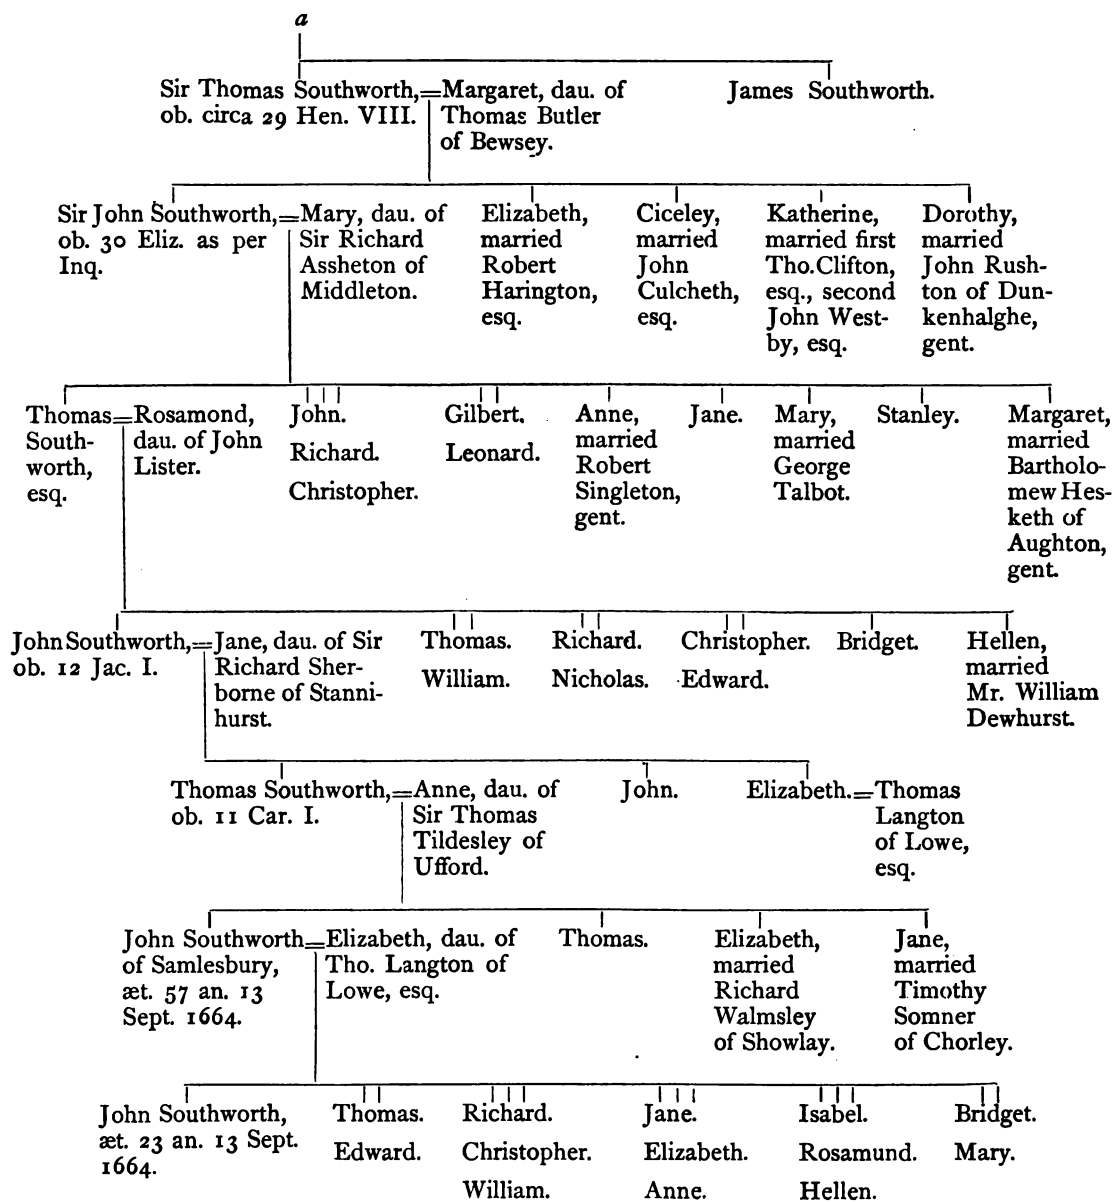 a
Sir Thomas Southworth,=Margaret, dau. of
ob. circa 29 Hen. VIII.
Thomas Butler
of Bewsey.
James Southworth.
Sir John Southworth,=Mary, dau. of
ob. 30 Eliz. as per
Inq.
Sir Richard
Assheton of
Middleton.
Elizabeth,
married
Robert
Harington,
esq.
Ciceley,
married
John
Culcheth,
esq.
Katherine,
married first
Tho. Clifton,
esq., second
John West-
by, esq.
Dorothy,
married
John Rush-
ton of Dun-
kenhalghe,
gent.
Thomas=Rosamond,
South-
worth,
esq.
dau. of John
Lister.
John.
Richard.
Christopher.
Gilbert.
Leonard.
Anne,
married
Robert
Singleton,
gent.
Jane.
Mary,
married
George
Talbot.
Stanley.
Margaret,
married
Bartholo-
mew Hes-
keth of
Aughton,
gent.
John Southworth,=Jane, dau. of Sir
ob. 12 Jac. I.
Richard Sher-
borne of Stanni-
hurst.
Thomas.
William.
Richard.
Nicholas.
Christopher.
Edward.
Bridget.
Hellen,
married
Mr. William
Dewhurst.
Thomas Southworth,=Anne, dau. of
ob. 11 Car. I.
Sir Thomas
Tildesley of
Ufford.
John.
Elizabeth.=Thomas
Langton
of Lowe,
esq.
John Southworth=Elizabeth, dau. of
of Samlesbury,
æt. 57 an. 13
Sept. 1664.
Tho. Langton of
Lowe, esq.
Thomas.
Elizabeth,
married
Richard
Walmsley
of Showlay.
Jane,
married
Timothy
Somner
of Chorley.
John Southworth,
æt. 23 an. 13 Sept.
1664.
Thomas.
Edward.
Richard.
Christopher.
William.
Jane.
Elizabeth.
Anne.
Isabel.
Rosamund.
Hellen.
Bridget.
Mary.